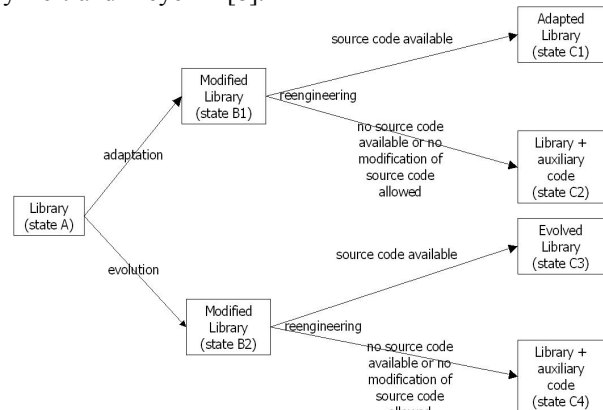 Adapted
Library
(state C1)
source code available
Modified
Library
(state B1)
reengineering
no source code
available or no
modification of
source code
allowed
Library +
auxiliary
code
(state C2)
adaptation
Library
(state A)
evolution
Evolved
Library
(state C3)
source code available
Modified
Library
(state B2)
reengineering
no source code
available or no
modification of
source code
allowed
Library +
auxiliary
code
(state C4)